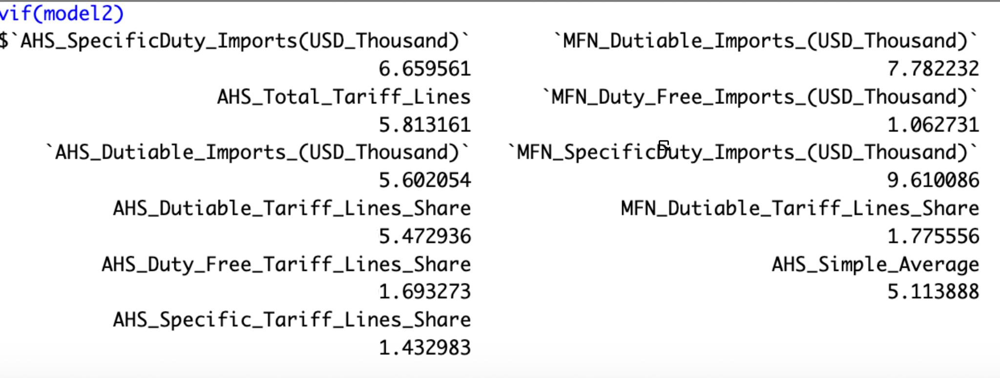 vif(model2)
$`AHS_SpecificDuty_Imports(USD_Thousand)` `MFN_Dutiable_Imports_(USD_Thousand)`
6.659561 7.782232
AHS_Total_Tariff_Lines `MFN_Duty_Free_Imports_(USD_Thousand)`
5.813161 1.062731
`AHS_Dutiable_Imports_(USD_Thousand)` `MFN_SpecificDuty_Imports_(USD_Thousand)`
5.602054 9.610086
AHS_Dutiable_Tariff_Lines_Share MFN_Dutiable_Tariff_Lines_Share
5.472936 1.775556
AHS_Duty_Free_Tariff_Lines_Share AHS_Simple_Average
1.693273 5.113888
AHS_Specific_Tariff_Lines_Share
1.432983